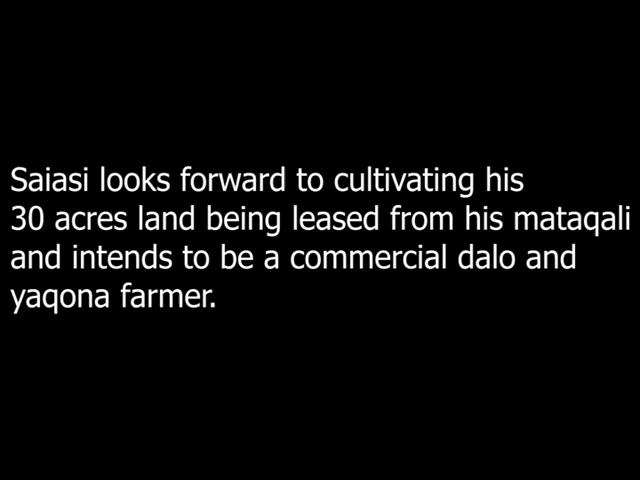 Saiasi looks forward to cultivating his
30 acres land being leased from his mataqali
and intends to be a commercial dalo and
yaqona farmer.